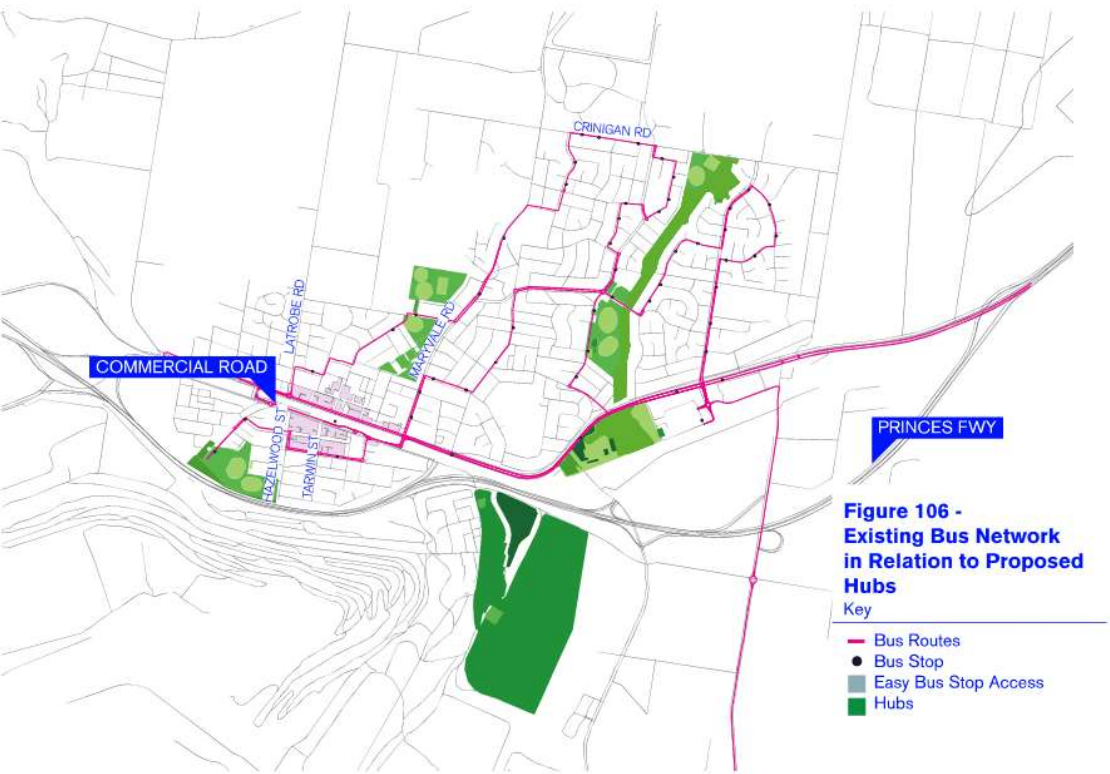 CRINIGAN RD
LATROBE RD
MARYVALE RD
COMMERCIAL ROAD
HAZELWOOD ST
TARWIN ST
PRINCES FWY
Figure 106 -
Existing Bus Network
in Relation to Proposed
Hubs
Key
Bus Routes
Bus Stop
Easy Bus Stop Access
Hubs